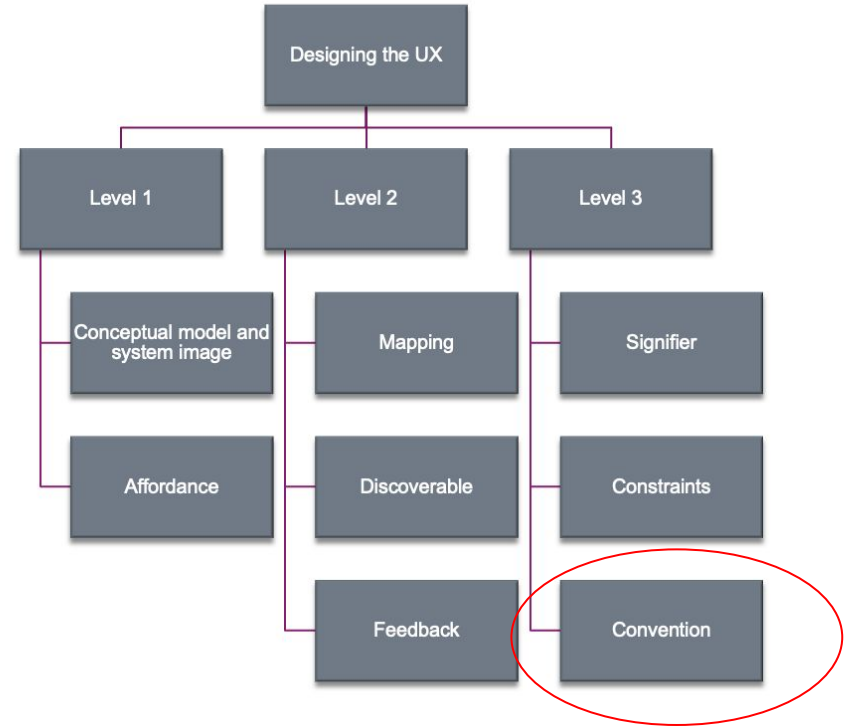 Designing the UX
Level 1
Level 2
Level 3
Conceptual model and
system image
Mapping
Signifier
Affordance
Discoverable
Constraints
Feedback
Convention